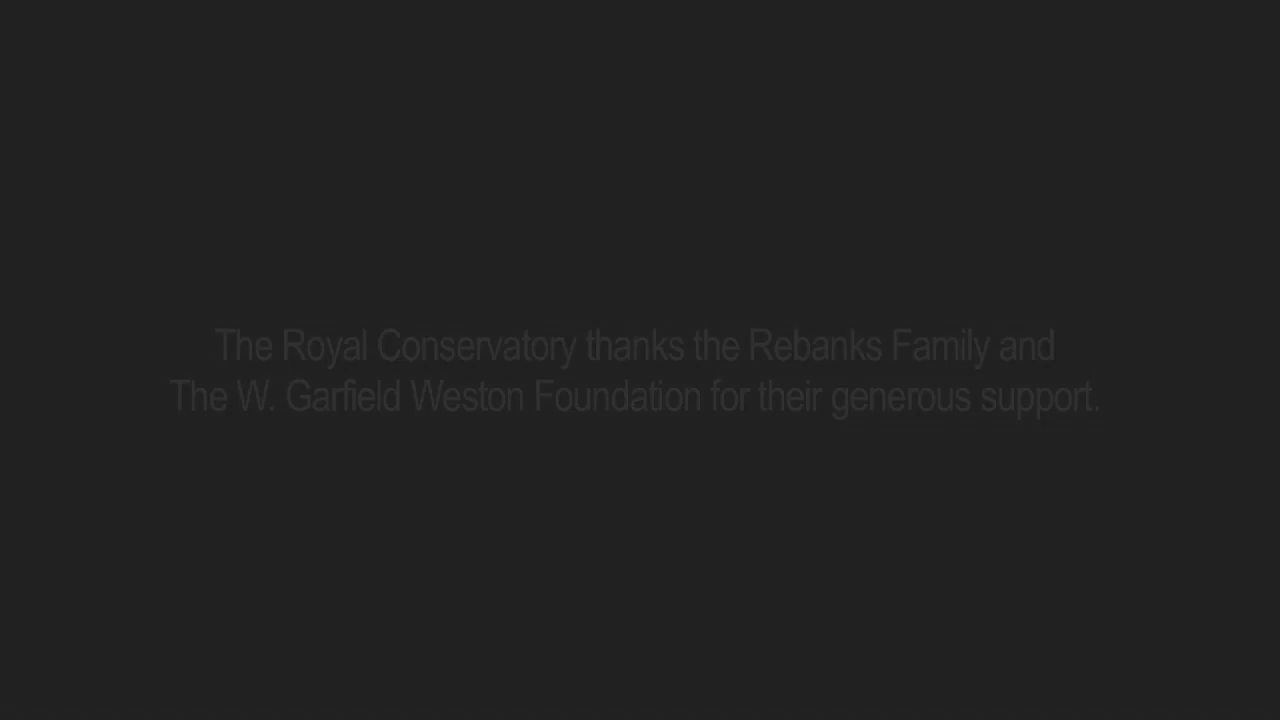 The Royal Conservatory thanks the Rebanks Family and
The W. Garfield Weston Foundation for their generous support.